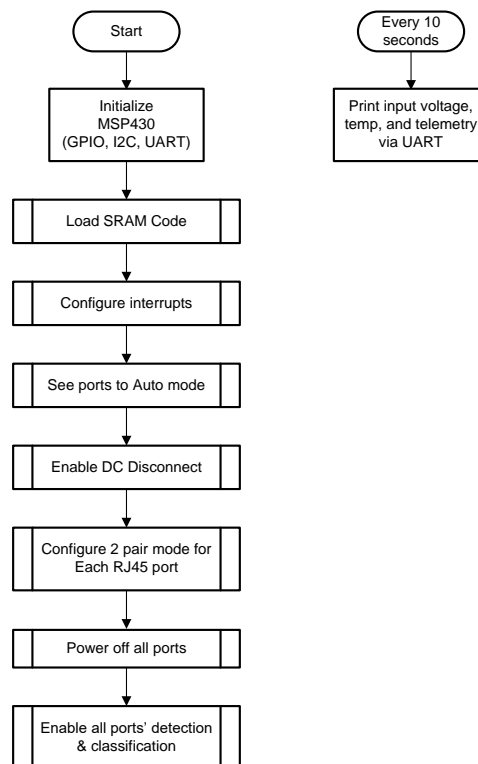 Start
Initialize
MSP430
(GPIO, I2C, UART)
Load SRAM Code
Configure interrupts
See ports to Auto mode
Enable DC Disconnect
Configure 2 pair mode for
Each RJ45 port
Power off all ports
Enable all ports’ detection
& classification
Every 10
seconds
Print input voltage,
temp, and telemetry
via UART